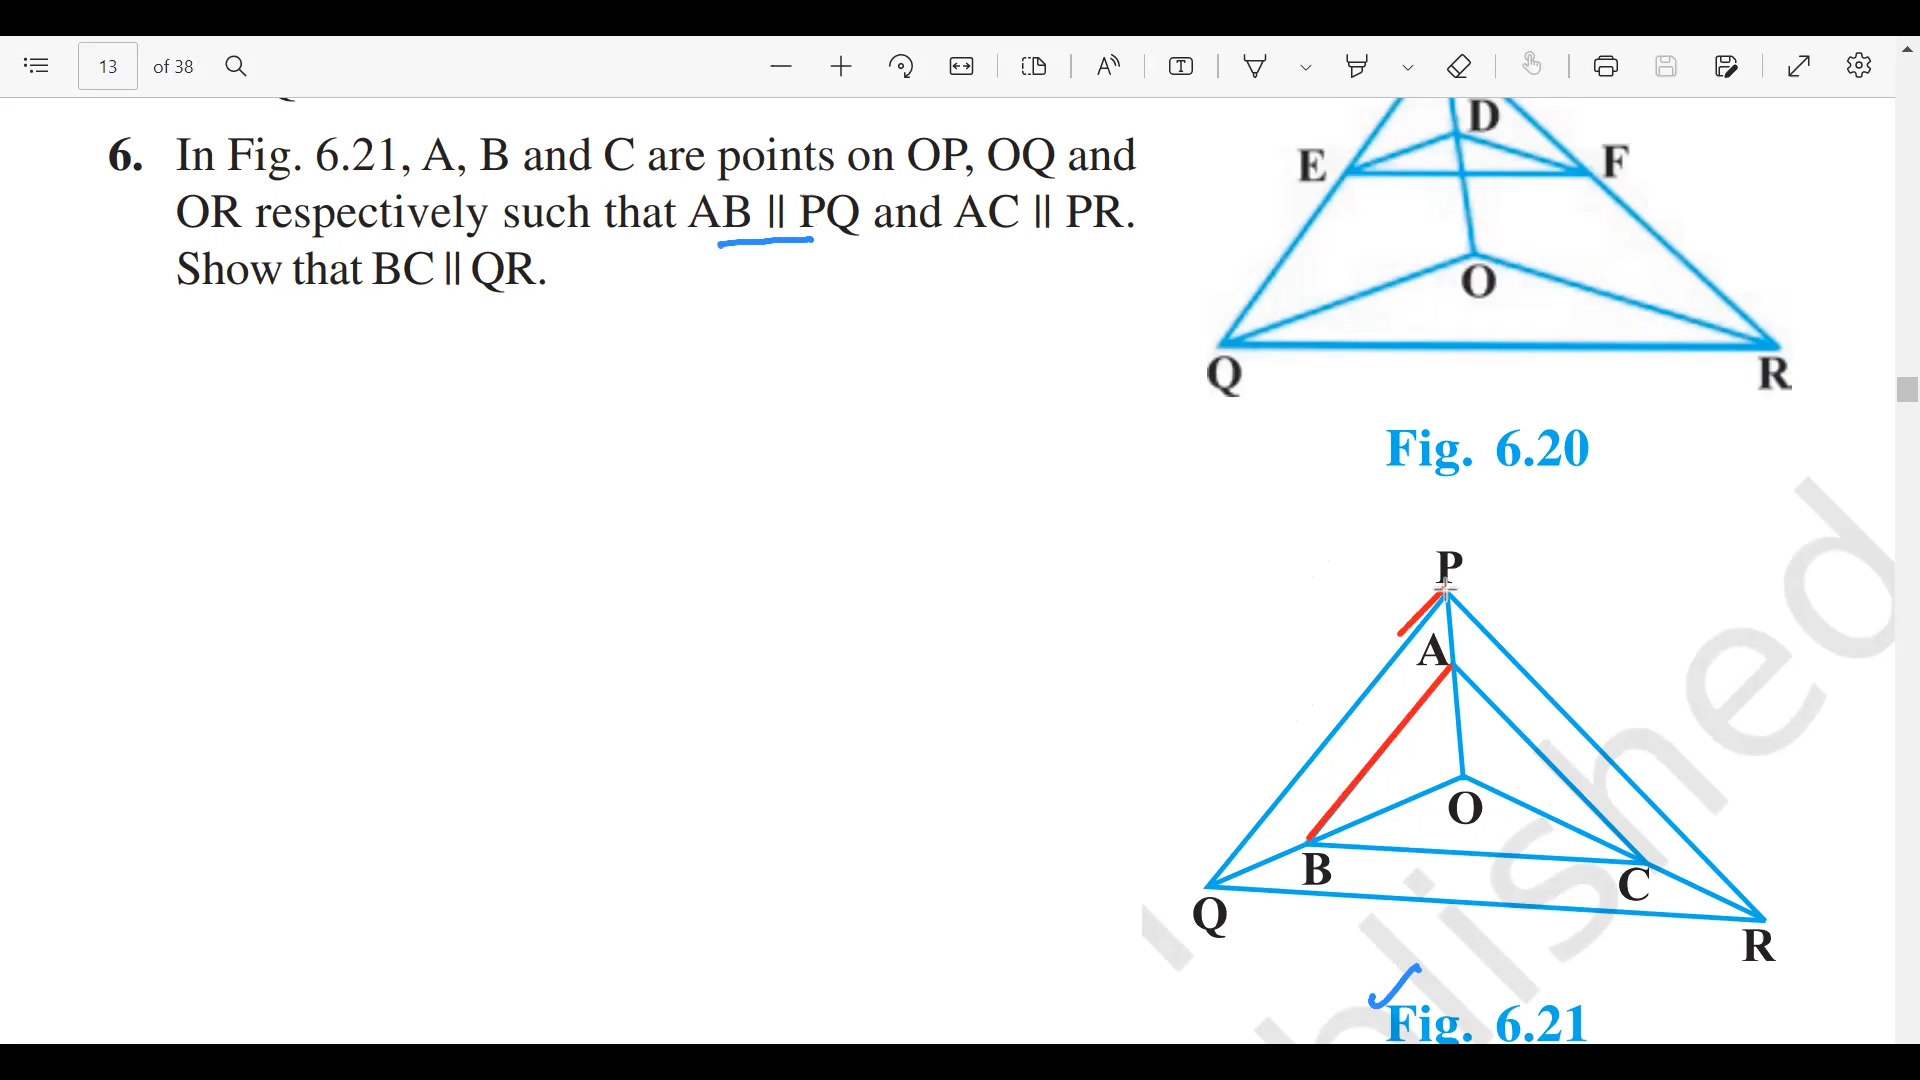 13 of 38
6. In Fig. 6.21, A, B and C are points on OP, OQ and
OR respectively such that AB || PQ and AC || PR.
Show that BC || QR.
D
E
F
O
Q
R
Fig. 6.20
P
A
O
B
C
Q
R
Fig. 6.21